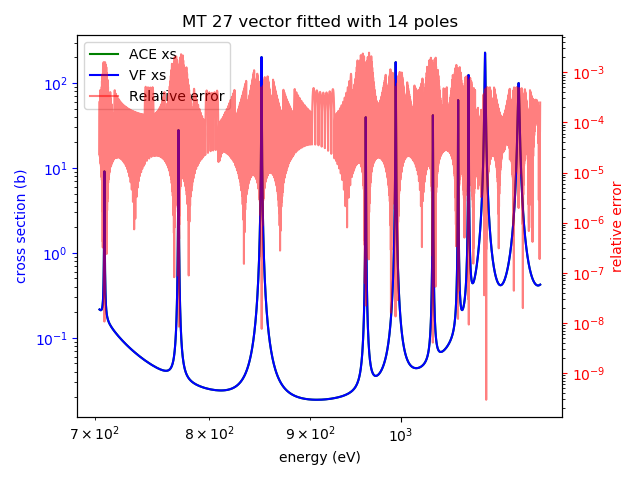 MT 27 vector fitted with 14 poles
ACE xs
VF xs
Relative error
cross section (b)
10²
10¹
10⁰
10⁻¹
10⁻³
10⁻⁴
10⁻⁵
10⁻⁶
10⁻⁷
10⁻⁸
10⁻⁹
relative error
7 × 10² 8 × 10² 9 × 10² 10³
energy (eV)